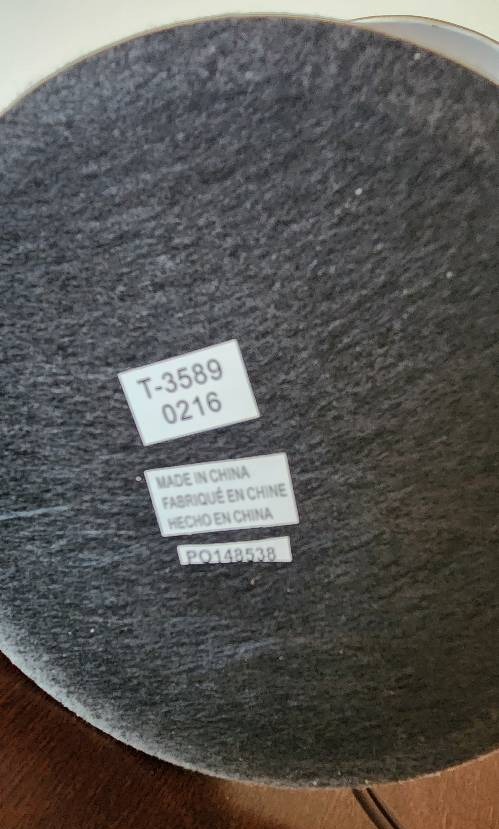 T-3589
0216
MADE IN CHINA
FABRIQUÉ EN CHINE
HECHO EN CHINA
PO148538